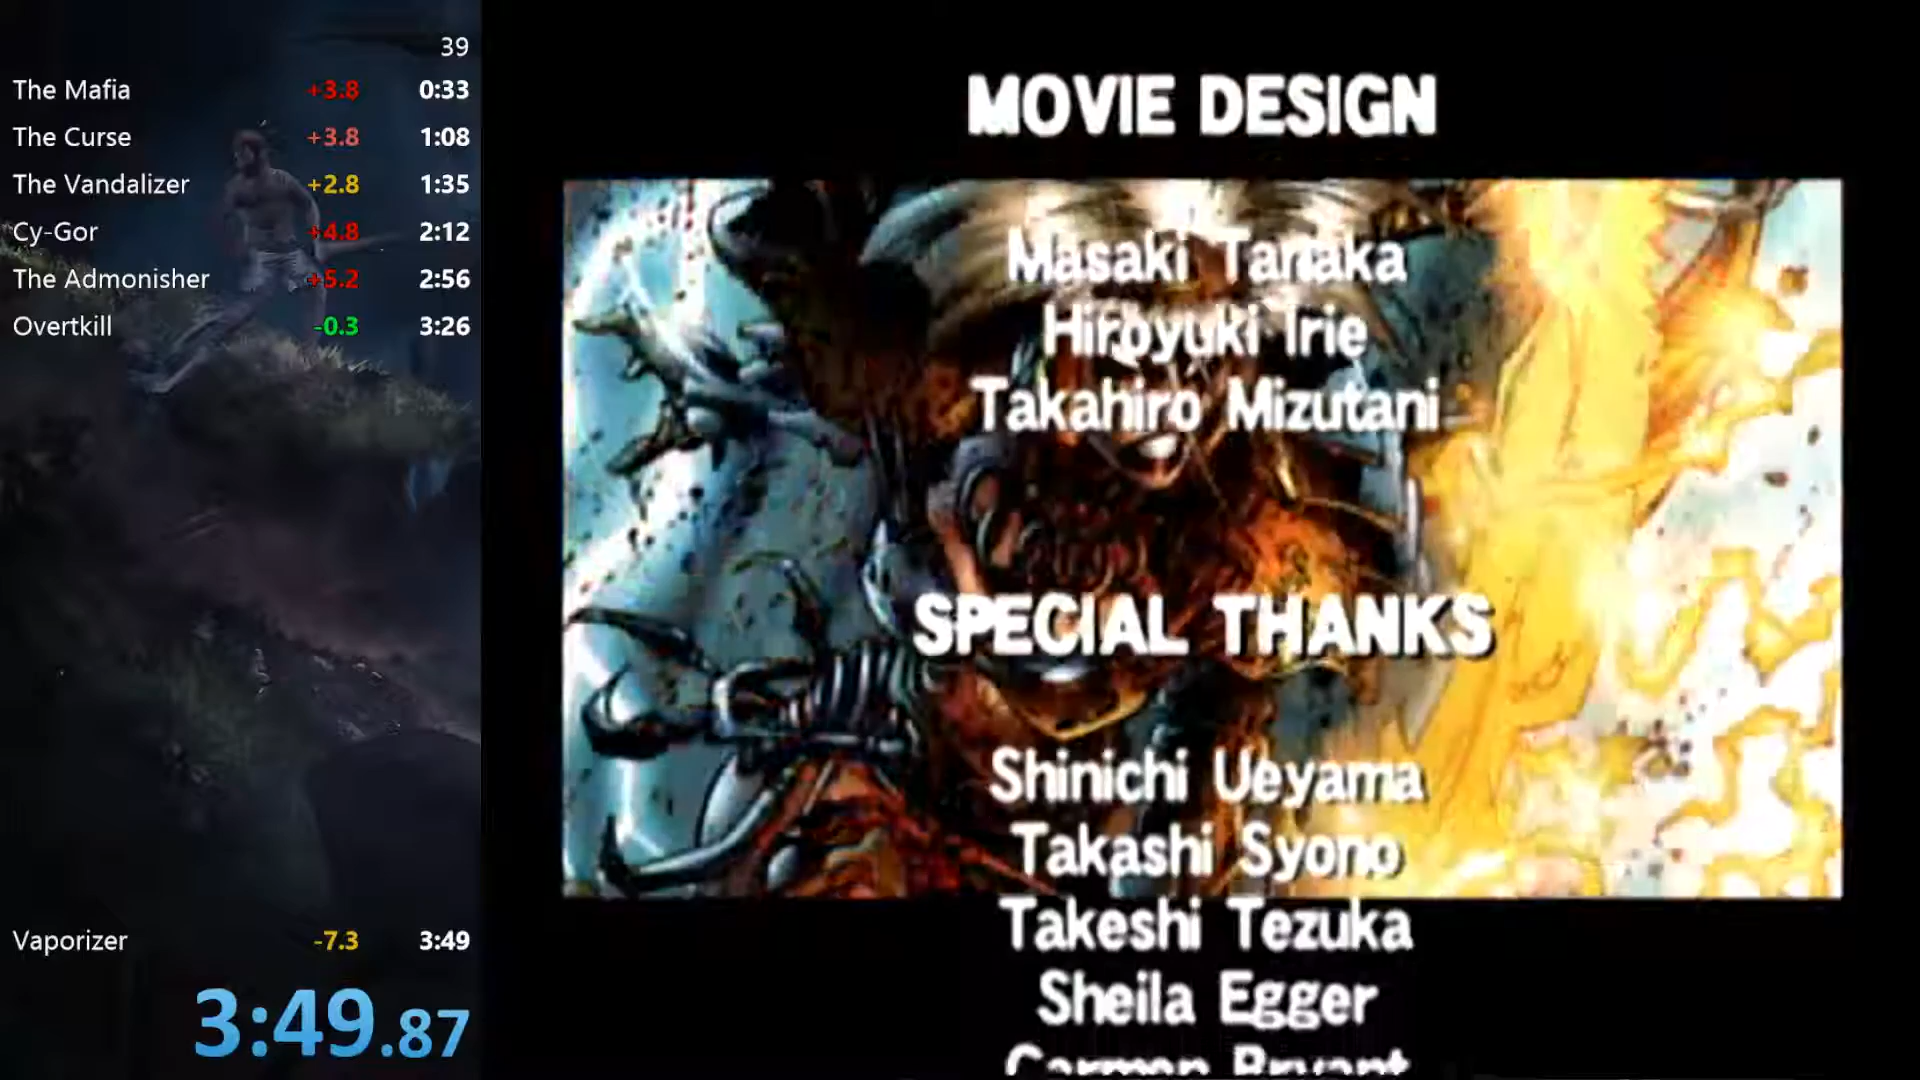 39
The Mafia +3.8 0:33
The Curse +3.8 1:08
The Vandalizer +2.8 1:35
Cy-Gor +4.8 2:12
The Admonisher +5.2 2:56
Overtkill -0.3 3:26
Vaporizer -7.3 3:49
3:49.87
MOVIE DESIGN
Masaki Tanaka
Hiroyuki Irie
Takahiro Mizutani
SPECIAL THANKS
Shinichi Ueyama
Takashi Syono
Takeshi Tezuka
Sheila Egger
Carmen Bryant